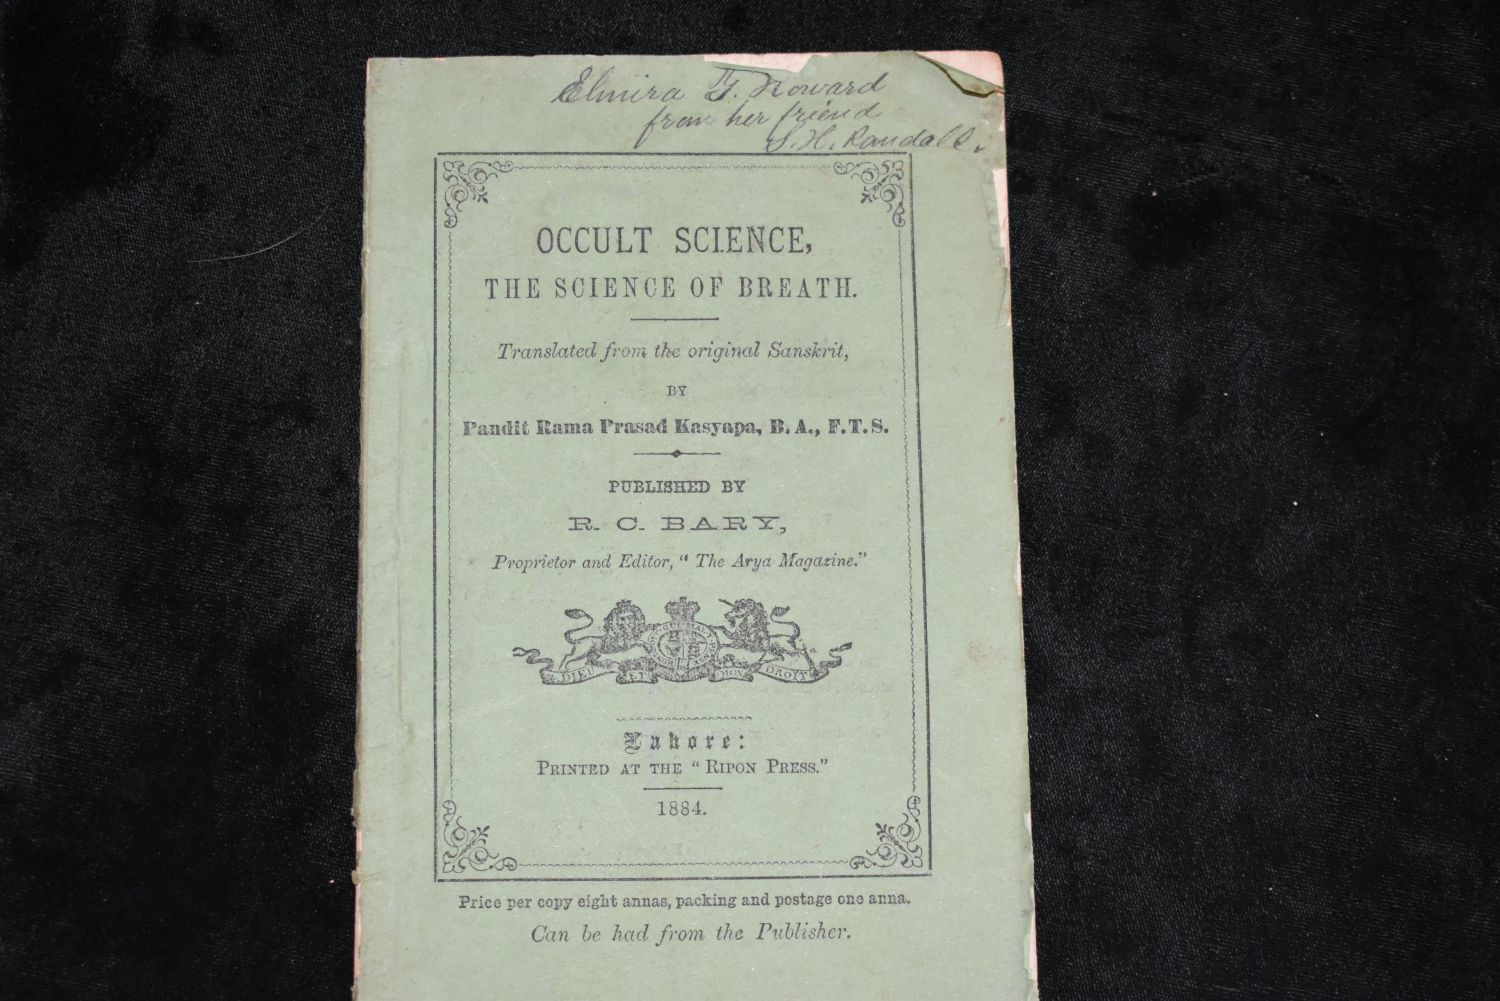 Elmira G. Howard
from her friend
S. H. Randall.
OCCULT SCIENCE,
THE SCIENCE OF BREATH.
Translated from the original Sanskrit,
BY
Pandit Rama Prasad Kasyapa, B. A., F. T. S.
PUBLISHED BY
R. C. BARY,
Proprietor and Editor, "The Arya Magazine."
DIEU ET MON DROIT
Lahore:
PRINTED AT THE "RIPON PRESS."
1884.
Price per copy eight annas, packing and postage one anna.
Can be had from the Publisher.